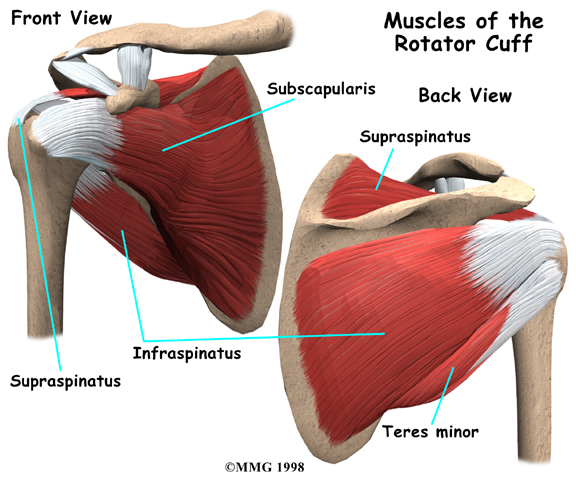 Front View
Muscles of the
Rotator Cuff
Subscapularis
Back View
Supraspinatus
Infraspinatus
Supraspinatus
Teres minor
©MMG 1998